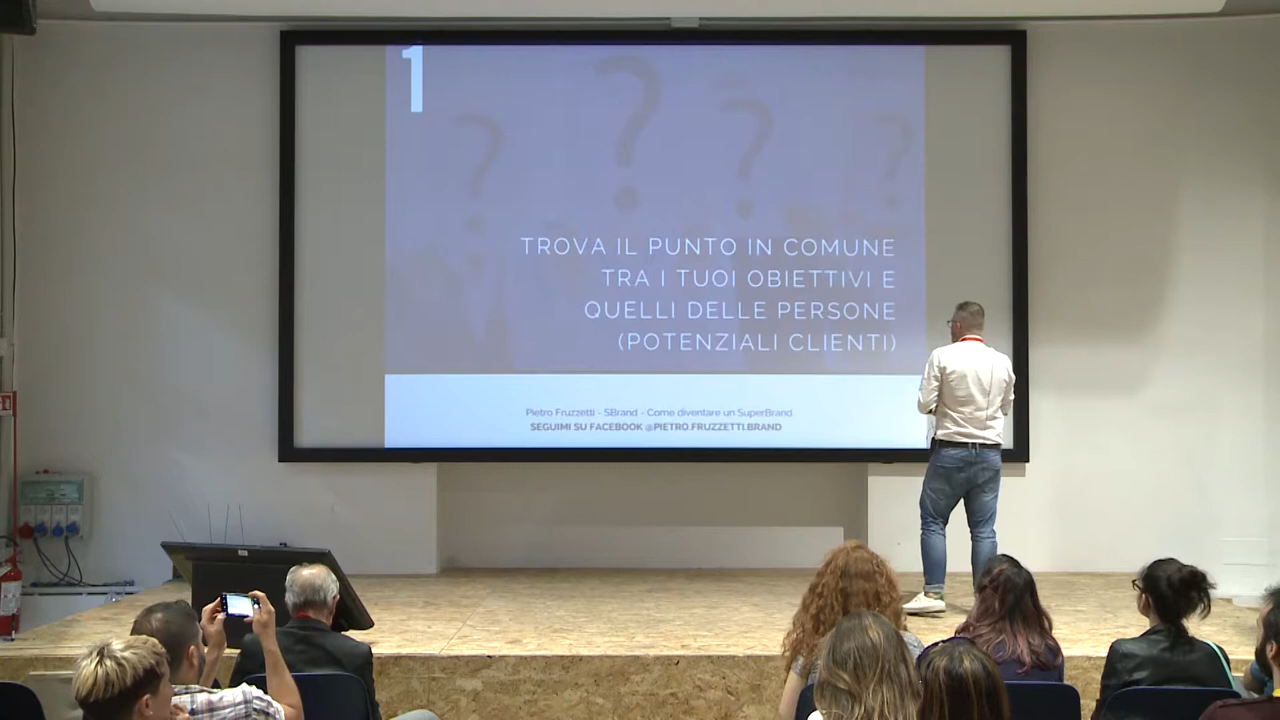 1
TROVA IL PUNTO IN COMUNE
TRA I TUOI OBIETTIVI E
QUELLI DELLE PERSONE
(POTENZIALI CLIENTI)
Pietro Fruzzetti - SBrand - Come diventare un SuperBrand
SEGUIMI SU FACEBOOK @PIETRO.FRUZZETTI.BRAND